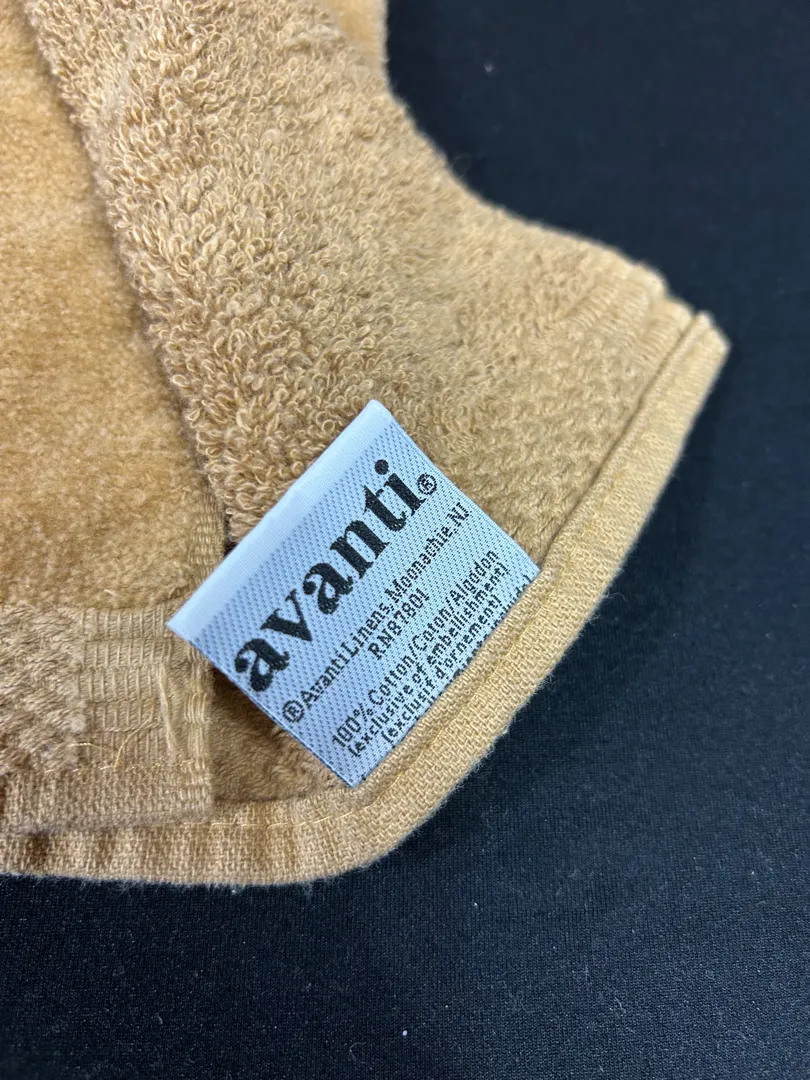 avanti®
®Avanti Linens, Moonachie, NJ
RN87801
100% Cotton/Coton/Algodon
(exclusive of embellishment)
(exclusif d'ornement)